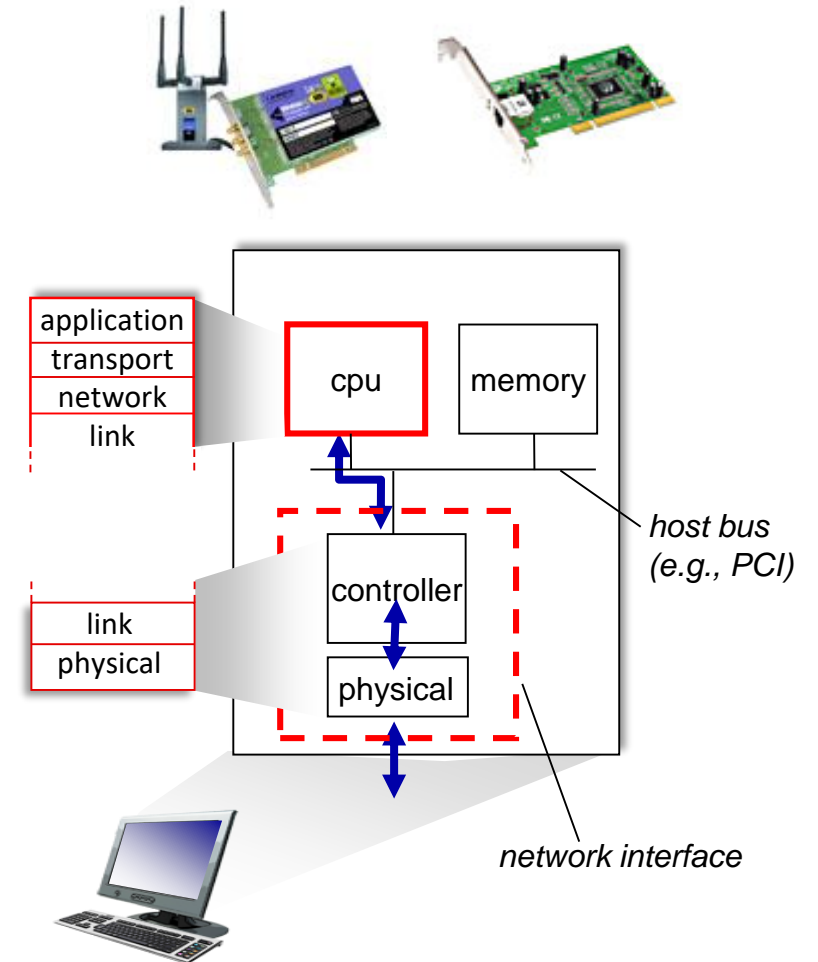 application
transport
network
link
cpu
memory
host bus
(e.g., PCI)
controller
link
physical
physical
network interface